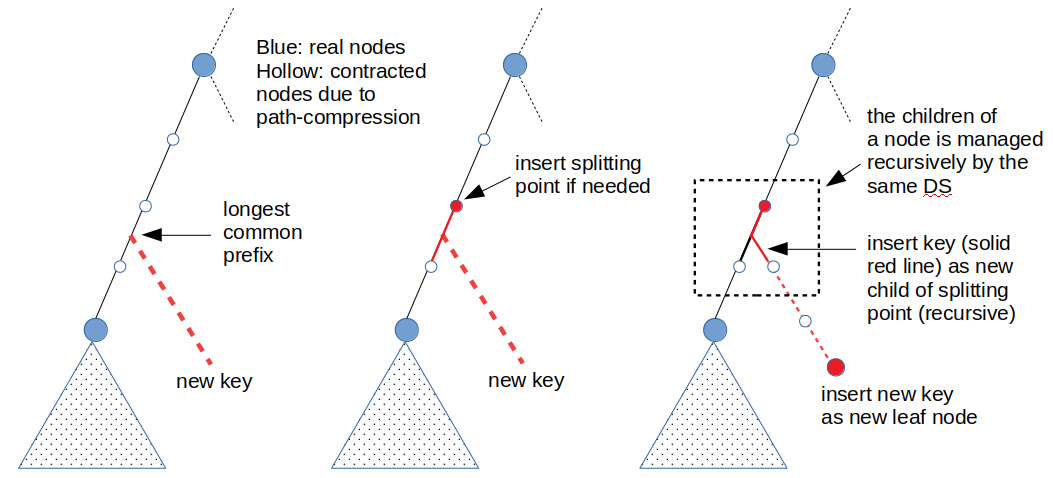 Blue: real nodes
Hollow: contracted
nodes due to
path-compression
longest
common
prefix
new key
insert splitting
point if needed
new key
the children of
a node is managed
recursively by the
same DS
insert key (solid
red line) as new
child of splitting
point (recursive)
insert new key
as new leaf node